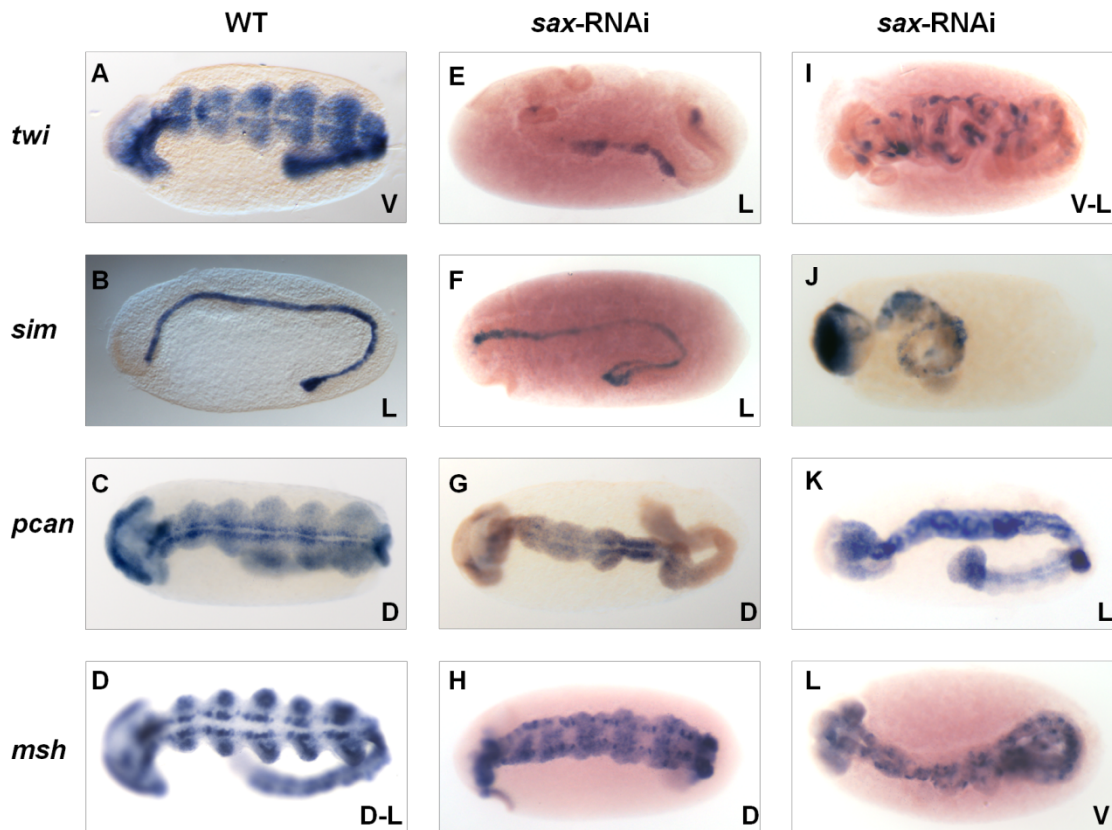 WT sax-RNAi sax-RNAi
twi A V E L I V-L
sim B L F L J
pcan C D G D K L
msh D D-L H D L V